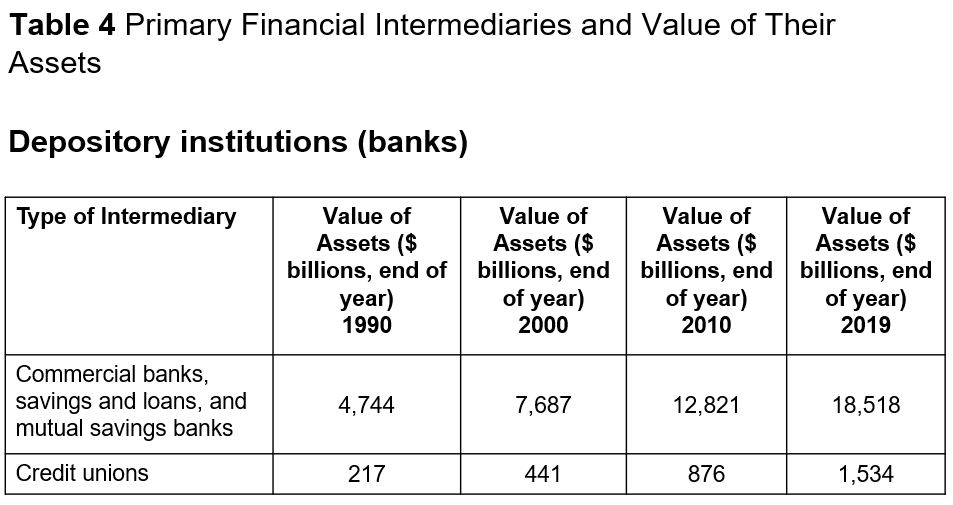 Table 4 Primary Financial Intermediaries and Value of Their
Assets
Depository institutions (banks)
Type of Intermediary
Value of
Assets ($
billions, end of
year)
1990
Value of
Assets ($
billions, end
of year)
2000
Value of
Assets ($
billions, end
of year)
2010
Value of
Assets ($
billions, end
of year)
2019
Commercial banks,
savings and loans, and
mutual savings banks
4,744
7,687
12,821
18,518
Credit unions
217
441
876
1,534